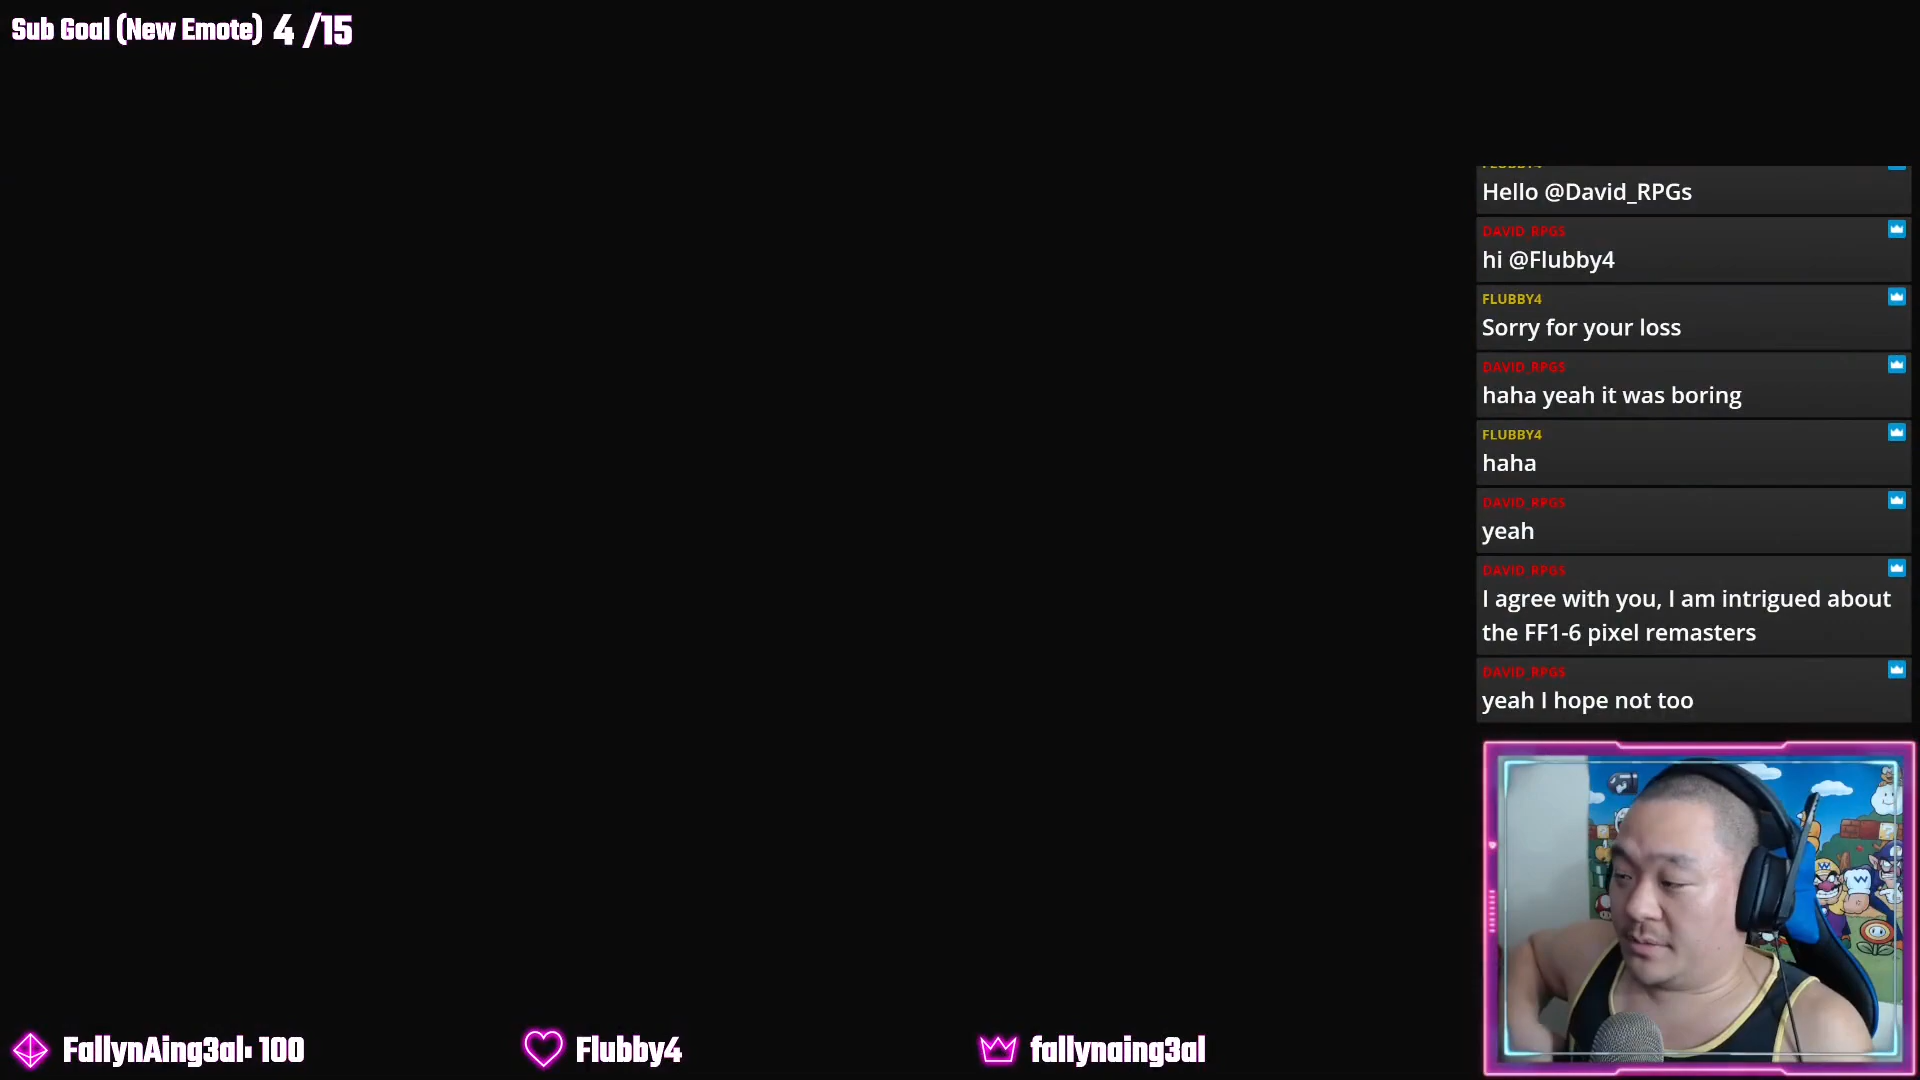 Sub Goal (New Emote) 4 /15
FLUBBY4
Hello @David_RPGs
DAVID_RPGS
hi @Flubby4
FLUBBY4
Sorry for your loss
DAVID_RPGS
haha yeah it was boring
FLUBBY4
haha
DAVID_RPGS
yeah
DAVID_RPGS
I agree with you, I am intrigued about
the FF1-6 pixel remasters
DAVID_RPGS
yeah I hope not too
FallynAing3al: 100
Flubby4
fallynaing3al